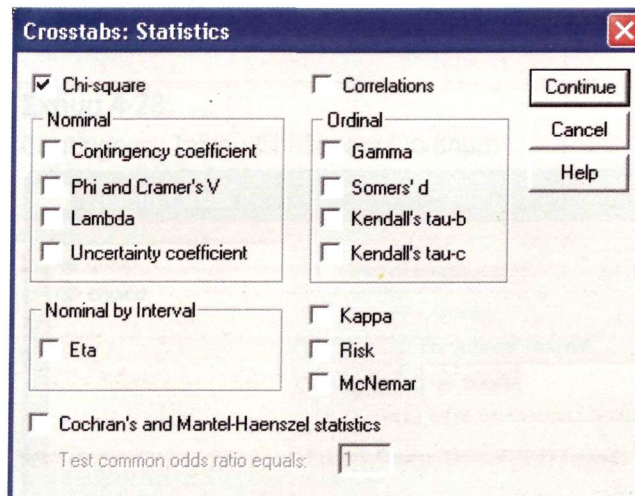 Crosstabs: Statistics
Chi-square
Correlations
Continue
Cancel
Help
Nominal
Contingency coefficient
Phi and Cramer's V
Lambda
Uncertainty coefficient
Ordinal
Gamma
Somers' d
Kendall's tau-b
Kendall's tau-c
Nominal by Interval
Eta
Kappa
Risk
McNemar
Cochran's and Mantel-Haenszel statistics
Test common odds ratio equals: